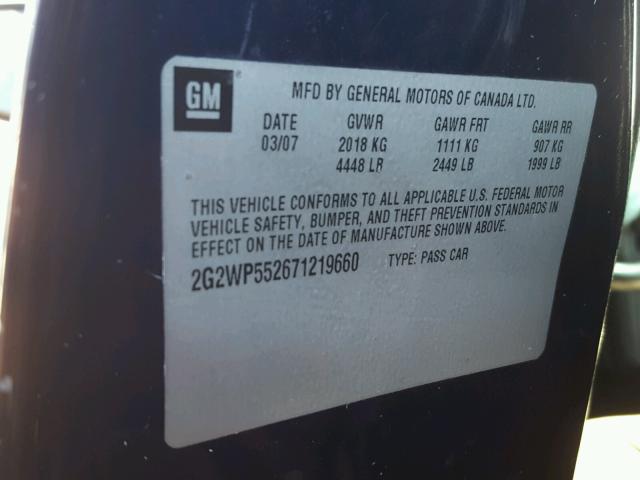 GM
MFD BY GENERAL MOTORS OF CANADA LTD.
DATE GVWR GAWR FRT GAWR RR
03/07 2018 KG 1111 KG 907 KG
4448 LB 2449 LB 1999 LB
THIS VEHICLE CONFORMS TO ALL APPLICABLE U.S. FEDERAL MOTOR
VEHICLE SAFETY, BUMPER, AND THEFT PREVENTION STANDARDS IN
EFFECT ON THE DATE OF MANUFACTURE SHOWN ABOVE.
2G2WP552671219660 TYPE: PASS CAR